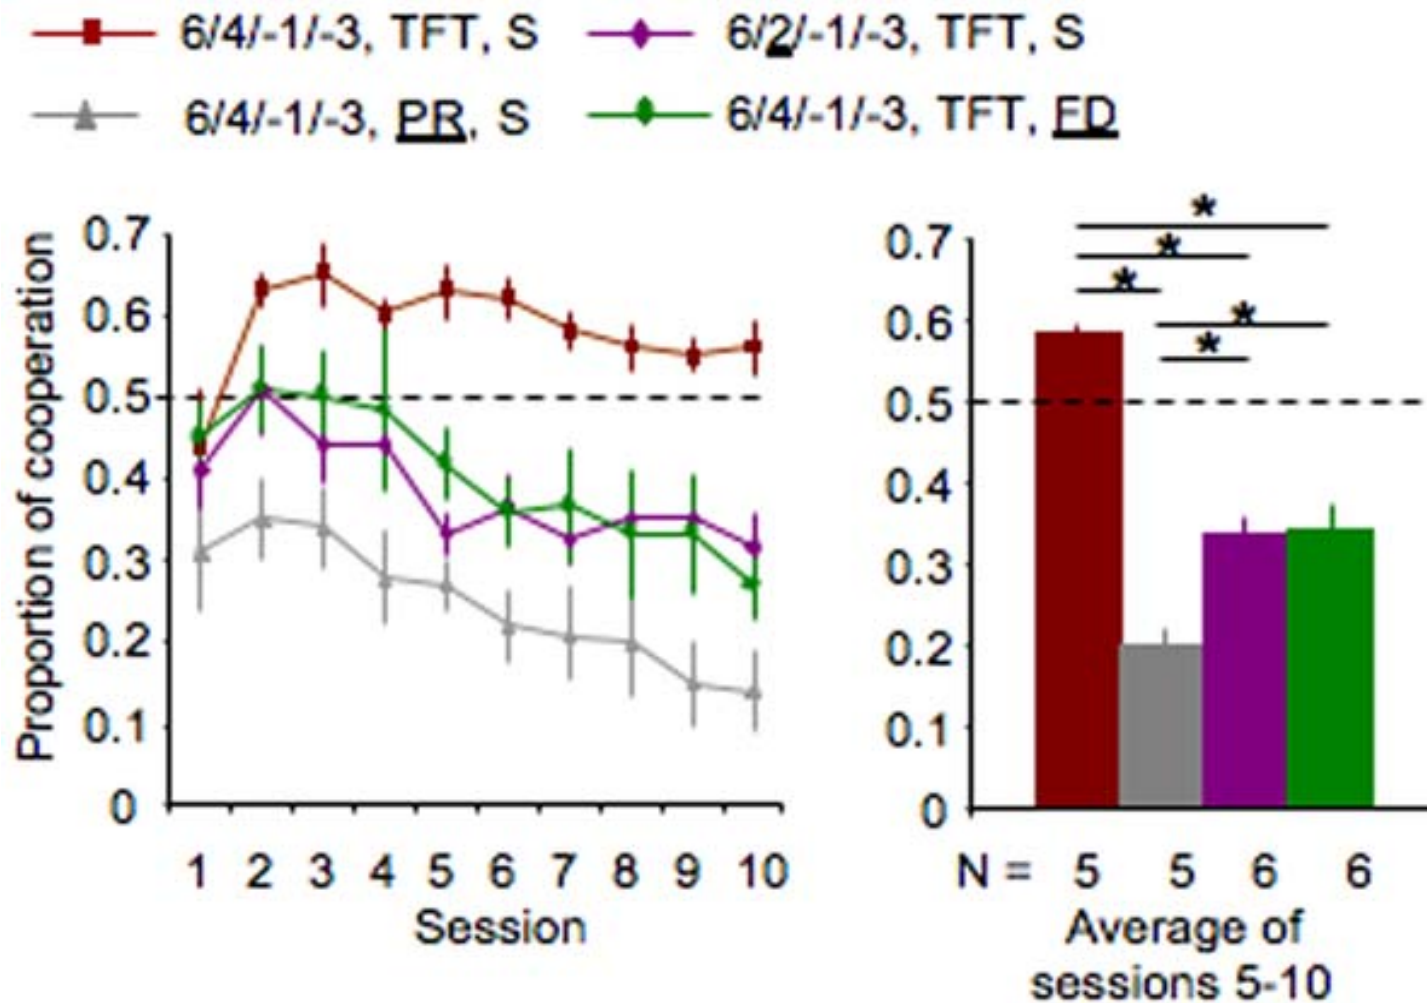 6/4/-1/-3, TFT, S 6/2/-1/-3, TFT, S
6/4/-1/-3, PR, S 6/4/-1/-3, TFT, FD
Proportion of cooperation
0.7
0.6
0.5
0.4
0.3
0.2
0.1
0
1 2 3 4 5 6 7 8 9 10
Session
0.7
0.6
0.5
0.4
0.3
0.2
0.1
0
*
*
*
*
*
N = 5 5 6 6
Average of
sessions 5-10